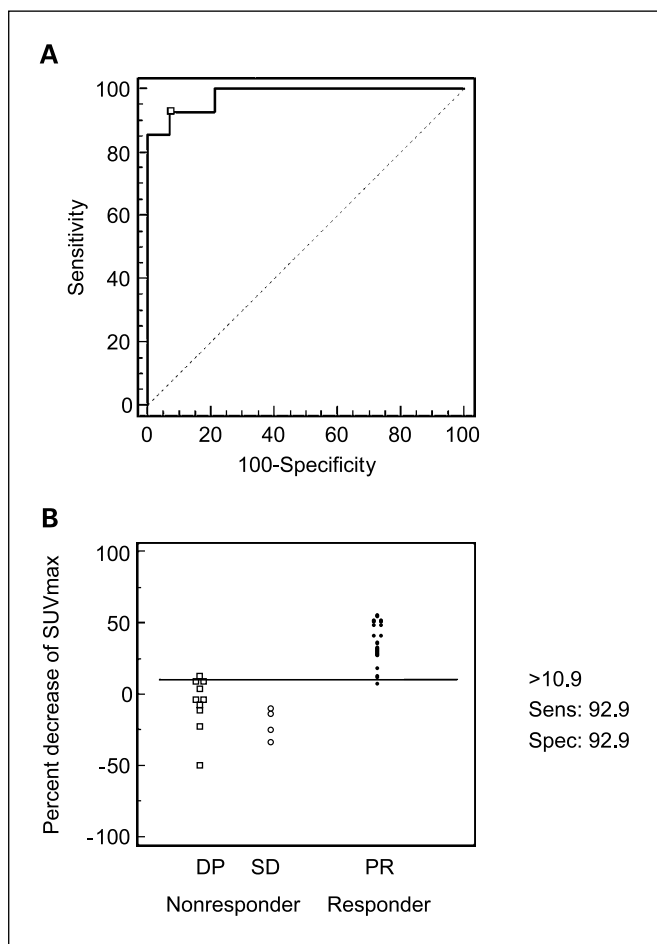 A
100
80
60
40
20
0
Sensitivity
0 20 40 60 80 100
100-Specificity
B
100
50
0
-50
-100
Percent decrease of SUVmax
>10.9
Sens: 92.9
Spec: 92.9
DP SD PR
Nonresponder Responder